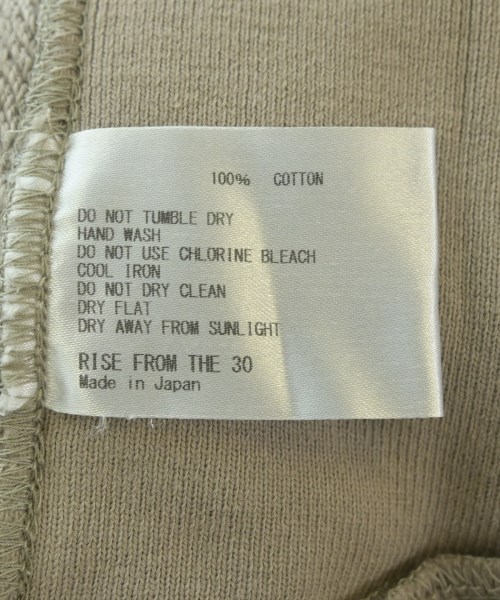 100% COTTON
DO NOT TUMBLE DRY
HAND WASH
DO NOT USE CHLORINE BLEACH
COOL IRON
DO NOT DRY CLEAN
DRY FLAT
DRY AWAY FROM SUNLIGHT
RISE FROM THE 30
Made in Japan